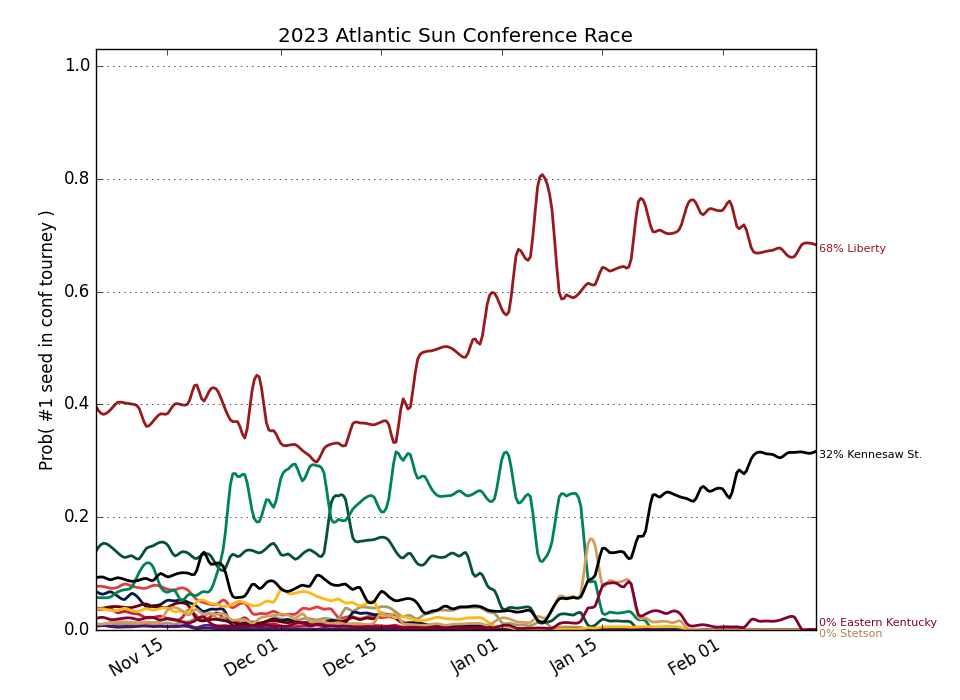 2023 Atlantic Sun Conference Race
Prob( #1 seed in conf tourney )
1.0
0.8
0.6
0.4
0.2
0.0
Nov 15
Dec 01
Dec 15
Jan 01
Jan 15
Feb 01
68% Liberty
32% Kennesaw St.
0% Eastern Kentucky
0% Stetson